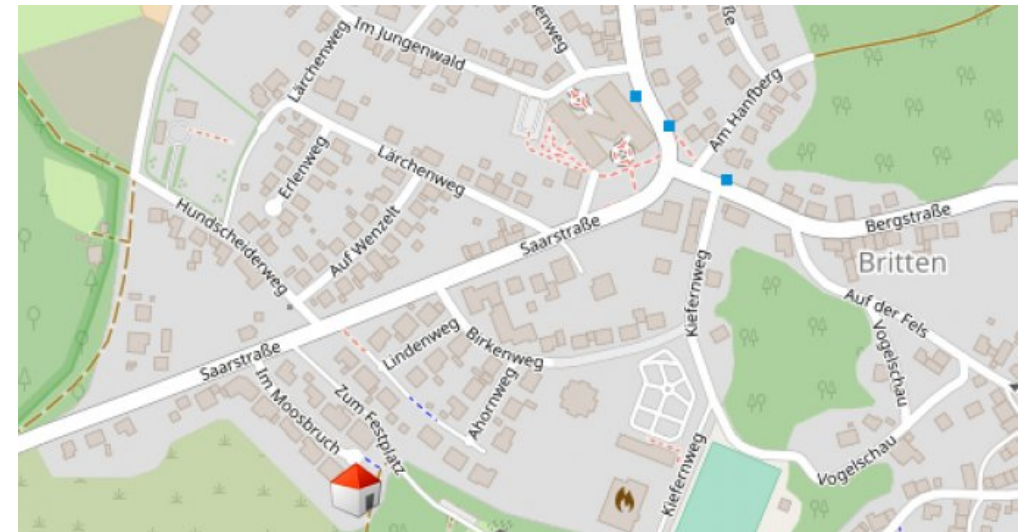 Im Jungenwald
Lärchenweg
Am Hanfberg
Erlenweg
Lärchenweg
Hundscheiderweg
Auf Wenzelt
Saarstraße
Bergstraße
Britten
Kiefernweg
Auf der Fels
Vogelschau
Lindenweg
Birkenweg
Saarstraße
Im Moosbruch
Zum Festplatz
Ahornweg
Vogelschau
Kiefernweg